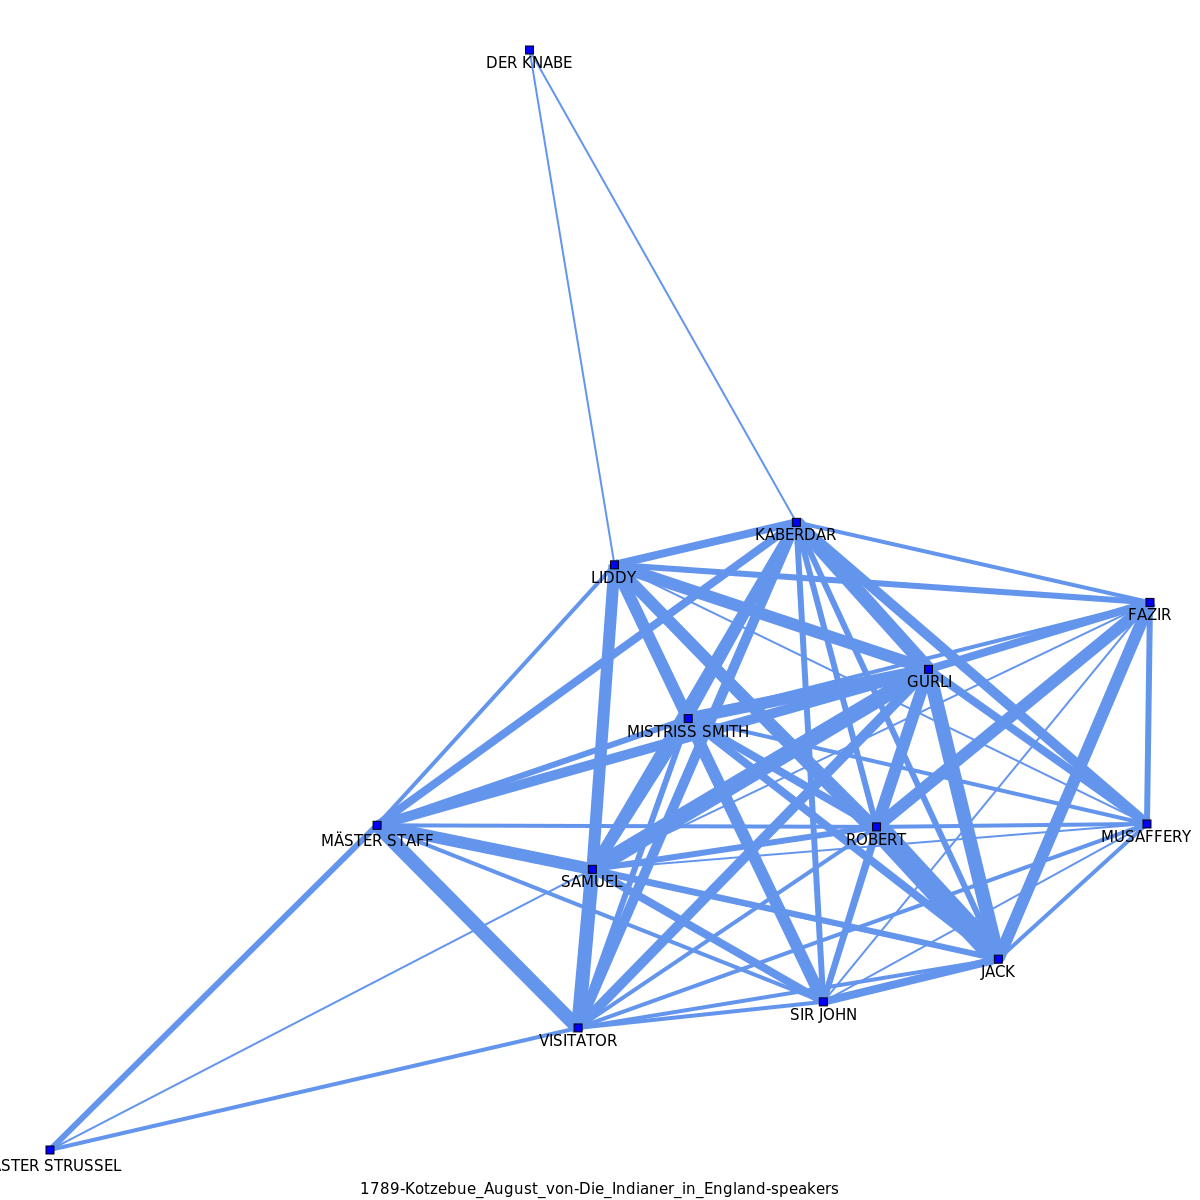 DER KNABE
KABERDAR
LIDDY
FAZIR
GURLI
MISTRISS SMITH
MÄSTER STAFF
ROBERT
MUSAFFERY
SAMUEL
JACK
SIR JOHN
VISITATOR
STER STRUSSEL
1789-Kotzebue_August_von-Die_Indianer_in_England-speakers